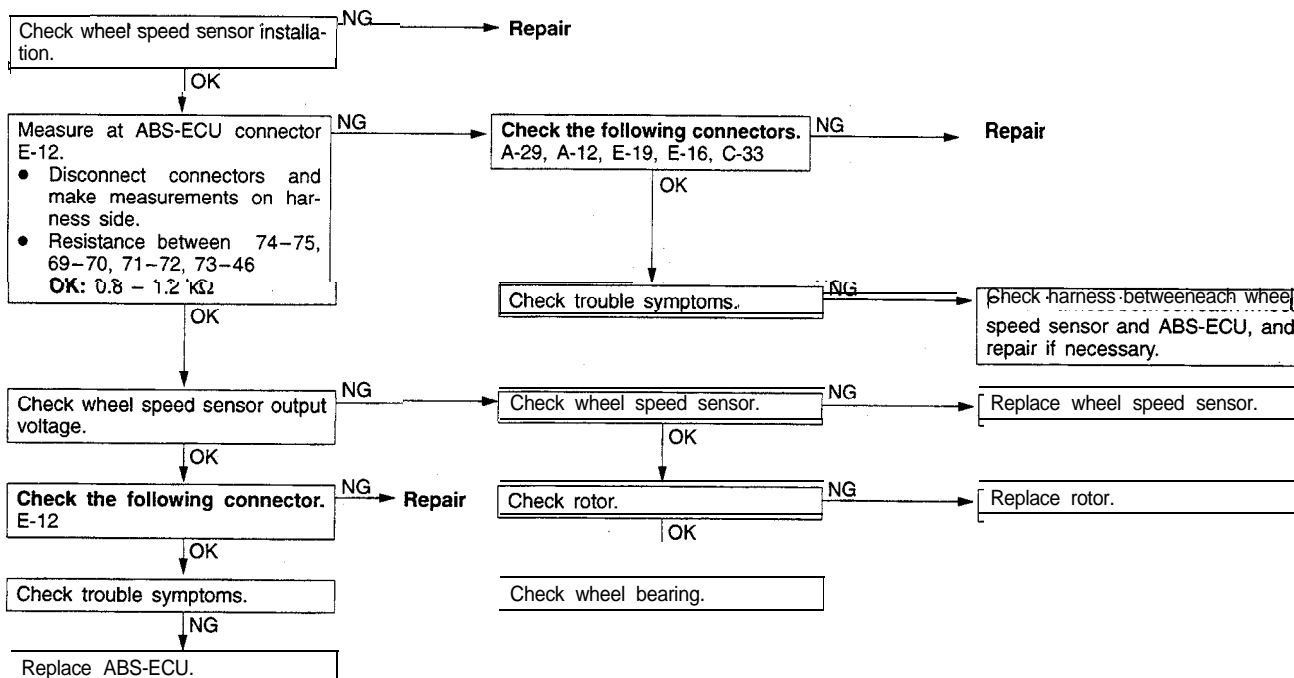 Check wheel speed sensor installa-
tion.
NG
Repair
OK
Measure at ABS-ECU connector
E-12.
● Disconnect connectors and
make measurements on har-
ness side.
● Resistance between 74–75,
69–70, 71–72, 73–46
OK: 0.8 – 1.2 kΩ
NG
Check the following connectors.
A-29, A-12, E-19, E-16, C-33
NG
Repair
OK
Check trouble symptoms.
NG
Check harness betweeneach wheel
speed sensor and ABS-ECU, and
repair if necessary.
OK
Check wheel speed sensor output
voltage.
NG
Check wheel speed sensor.
NG
Replace wheel speed sensor.
OK
OK
Check the following connector.
E-12
NG
Repair
Check rotor.
NG
Replace rotor.
OK
OK
Check trouble symptoms.
Check wheel bearing.
NG
Replace ABS-ECU.